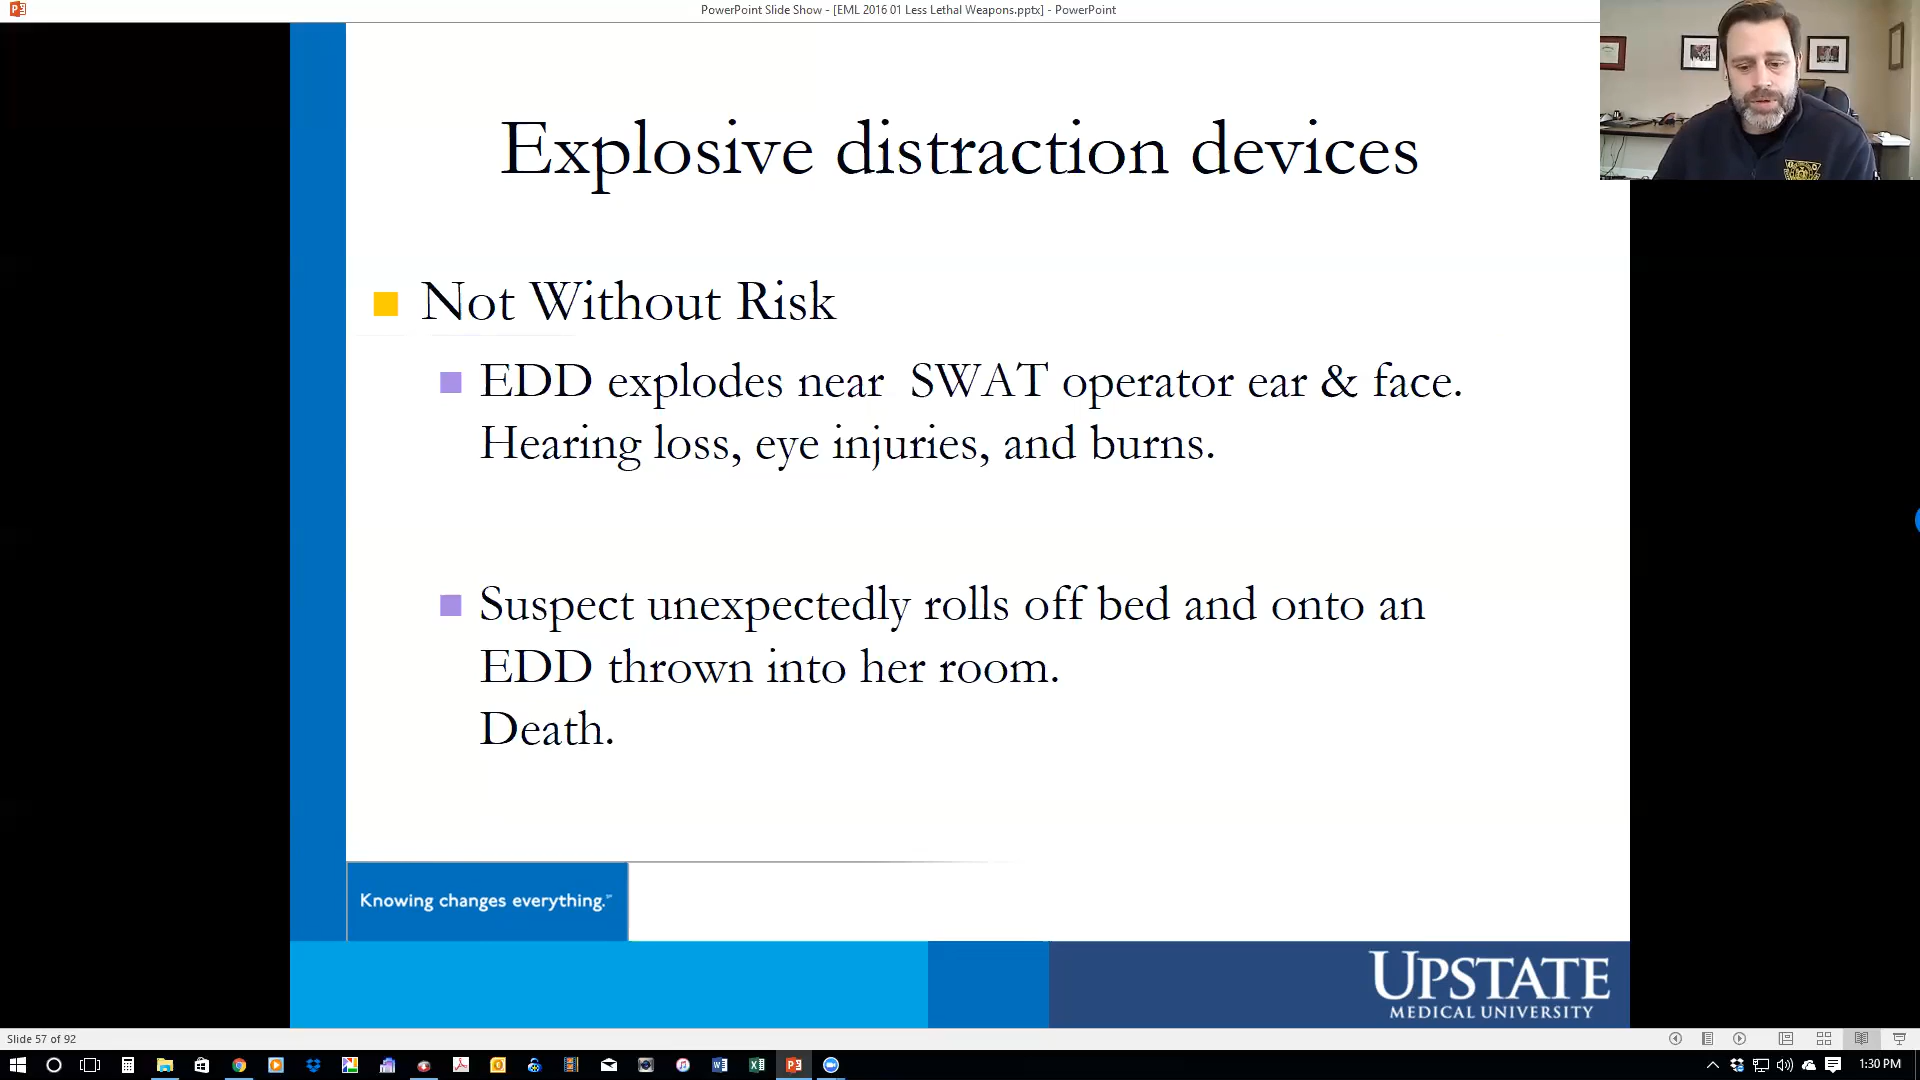 PowerPoint Slide Show - [EML 2016 01 Less Lethal Weapons.pptx] - PowerPoint
Explosive distraction devices
Not Without Risk
EDD explodes near SWAT operator ear & face.
Hearing loss, eye injuries, and burns.
Suspect unexpectedly rolls off bed and onto an
EDD thrown into her room.
Death.
Knowing changes everything.
UPSTATE
MEDICAL UNIVERSITY
Slide 57 of 92
1:30 PM